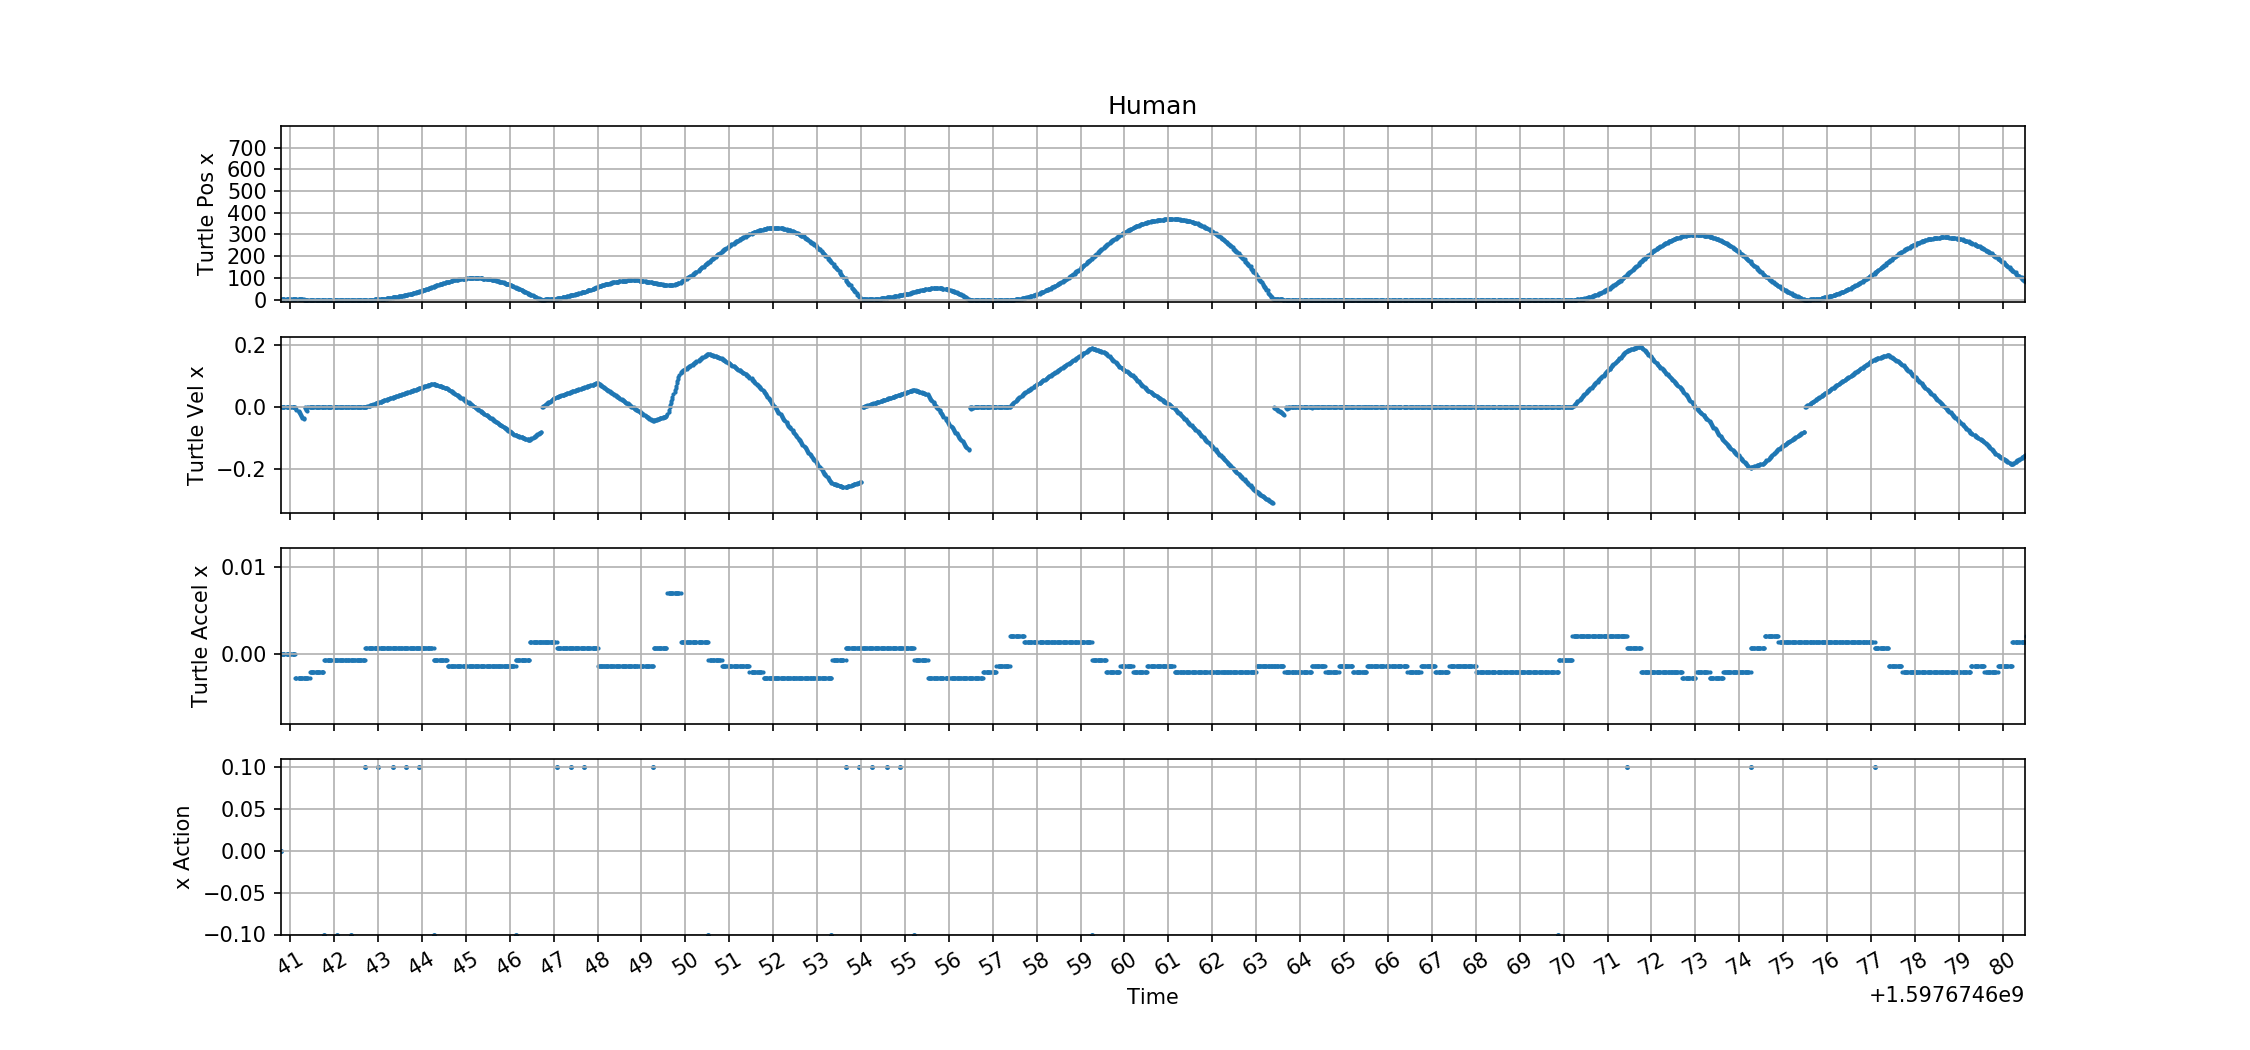 Human
Turtle Pos x
700
600
500
400
300
200
100
0
Turtle Vel x
0.2
0.0
−0.2
Turtle Accel x
0.01
0.00
x Action
0.10
0.05
0.00
−0.05
−0.10
41 42 43 44 45 46 47 48 49 50 51 52 53 54 55 56 57 58 59 60 61 62 63 64 65 66 67 68 69 70 71 72 73 74 75 76 77 78 79 80
Time
+1.5976746e9